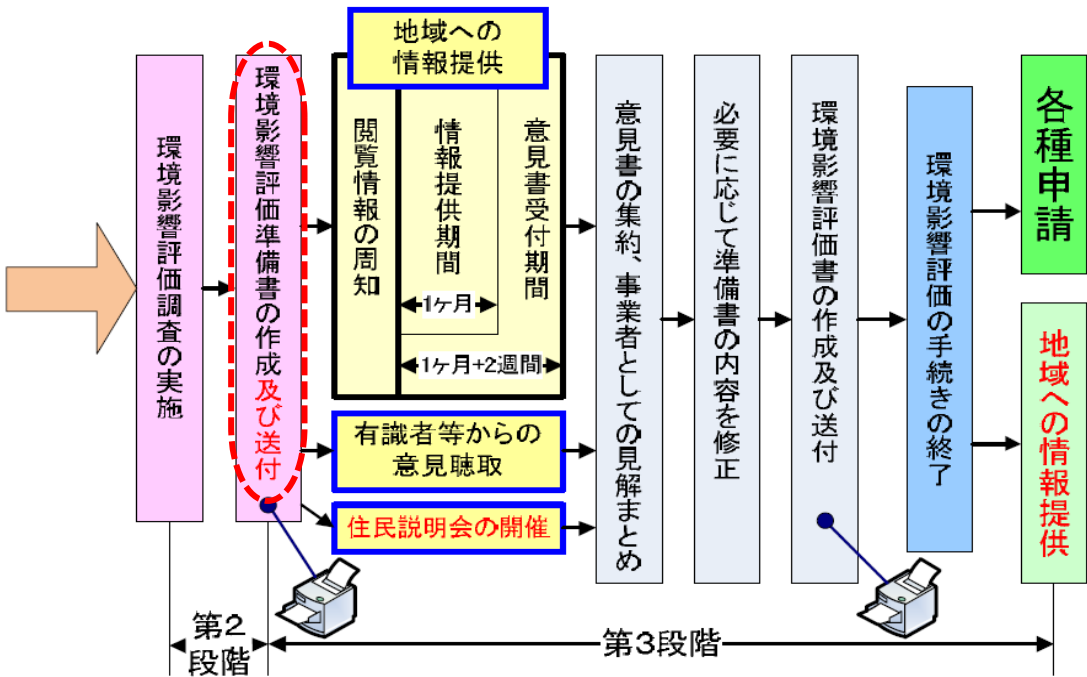 環境影響評価調査の実施
環境影響評価準備書の作成及び送付
地域への
情報提供
閲覧情報の周知
情報提供期間
意見書受付期間
1ヶ月
1ヶ月+2週間
有識者等からの
意見聴取
住民説明会の開催
意見書の集約、事業者としての見解まとめ
必要に応じて準備書の内容を修正
環境影響評価書の作成及び送付
環境影響評価の手続きの終了
各種申請
地域への情報提供
第2
段階
第3段階